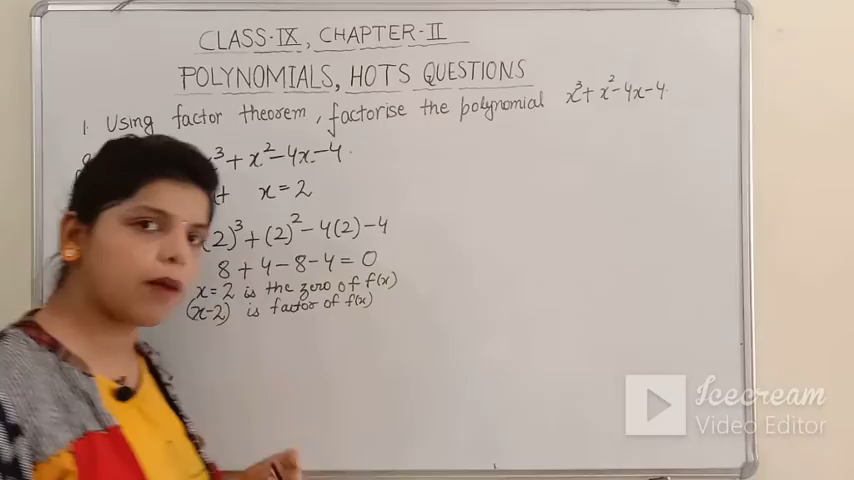 CLASS-IX, CHAPTER-II
POLYNOMIALS, HOTS QUESTIONS
1. Using factor theorem, factorise the polynomial x³+x²-4x-4.
³+x²-4x-4.
x=2
2)³+(2)²-4(2)-4
8+4-8-4=0
x=2 is the zero of f(x)
(x-2) is factor of f(x)
Icecream
Video Editor